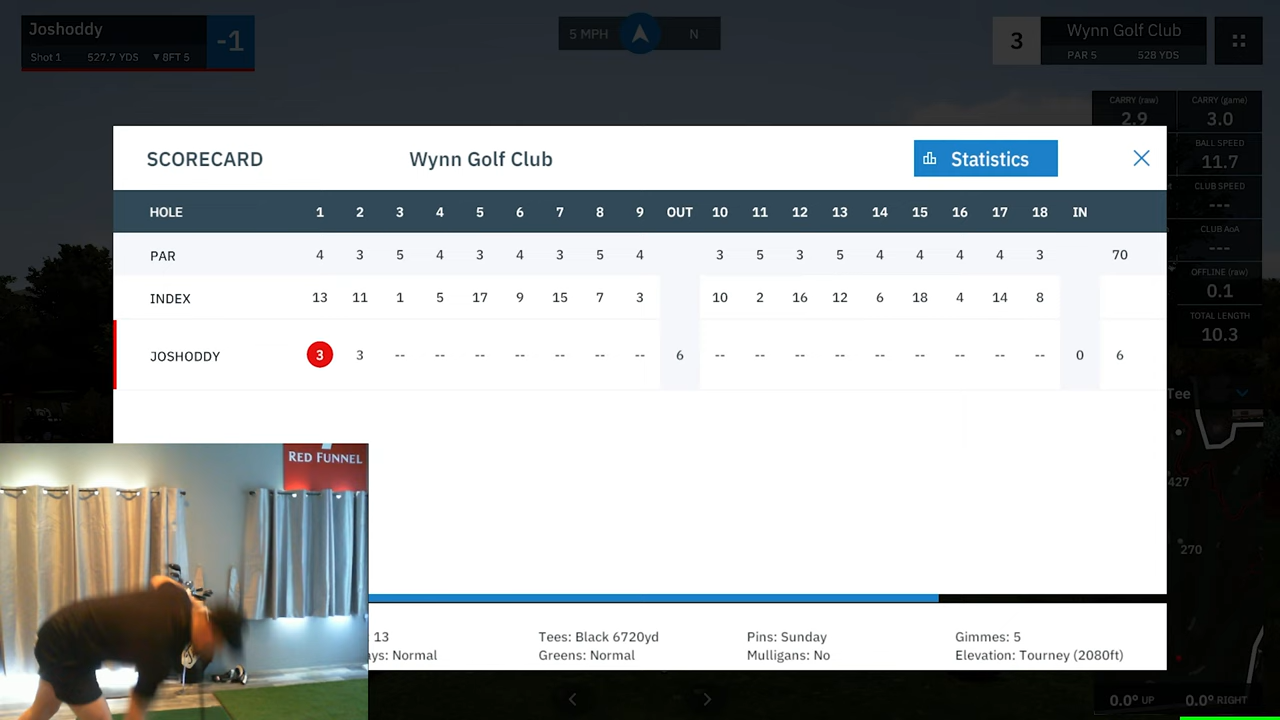 Joshoddy
-1
Shot 1 527.7 YDS ▼8FT 5
5 MPH N
3 Wynn Golf Club
PAR 5 528 YDS
CARRY (raw) CARRY (game)
2.9 3.0
BALL SPEED
11.7
CLUB SPEED
---
CLUB AoA
---
OFFLINE (raw)
0.1
TOTAL LENGTH
10.3
Tee
427
270
SCORECARD Wynn Golf Club Statistics
HOLE 1 2 3 4 5 6 7 8 9 OUT 10 11 12 13 14 15 16 17 18 IN
PAR 4 3 5 4 3 4 3 5 4 3 5 3 5 4 4 4 4 3 70
INDEX 13 11 1 5 17 9 15 7 3 10 2 16 12 6 18 4 14 8
JOSHODDY 3 3 -- -- -- -- -- -- -- 6 -- -- -- -- -- -- -- -- -- 0 6
RED FUNNEL
13 Tees: Black 6720yd Pins: Sunday Gimmes: 5
Normal Greens: Normal Mulligans: No Elevation: Tourney (2080ft)
0.0° UP 0.0° RIGHT